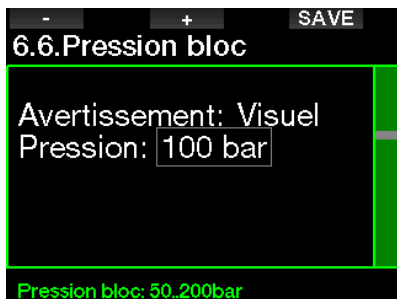 - + SAVE
6.6.Pression bloc
Avertissement: Visuel
Pression: 100 bar
Pression bloc: 50..200bar